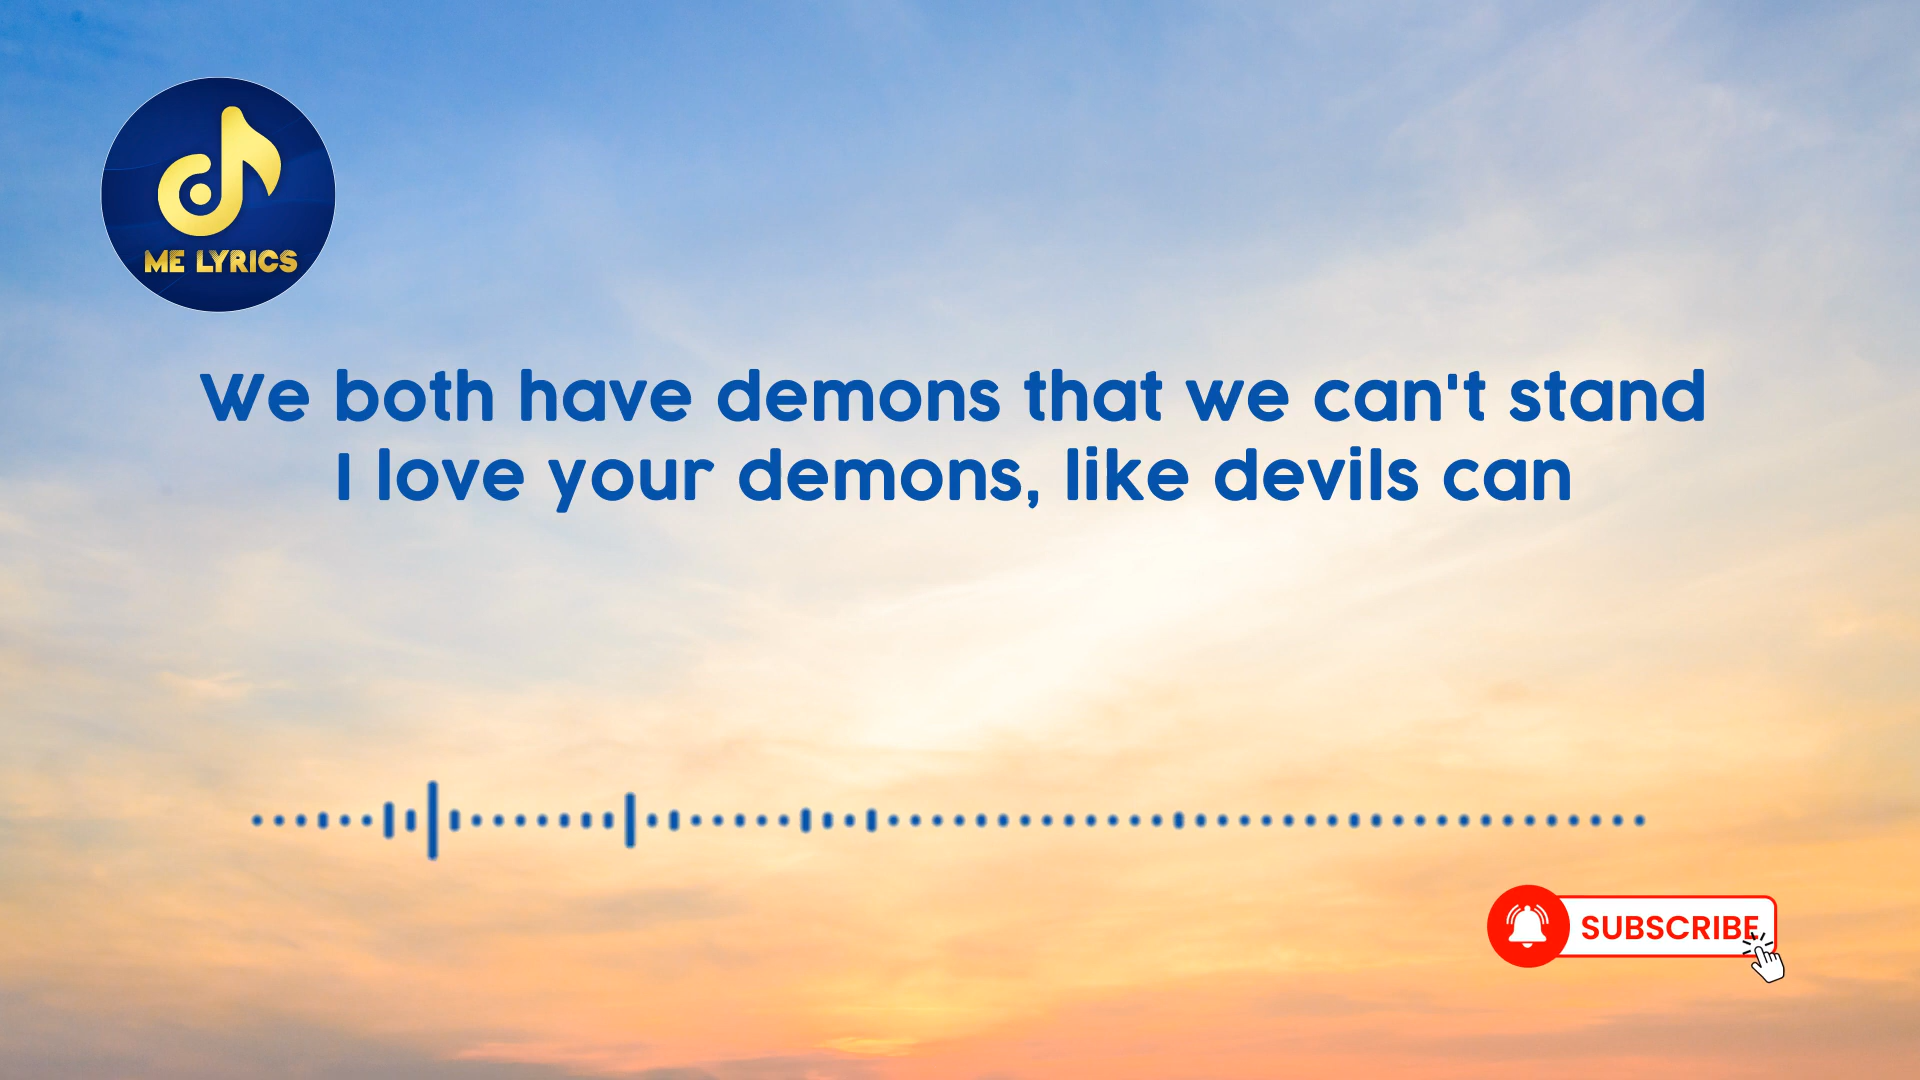 ME LYRICS
We both have demons that we can't stand
I love your demons, like devils can
SUBSCRIBE